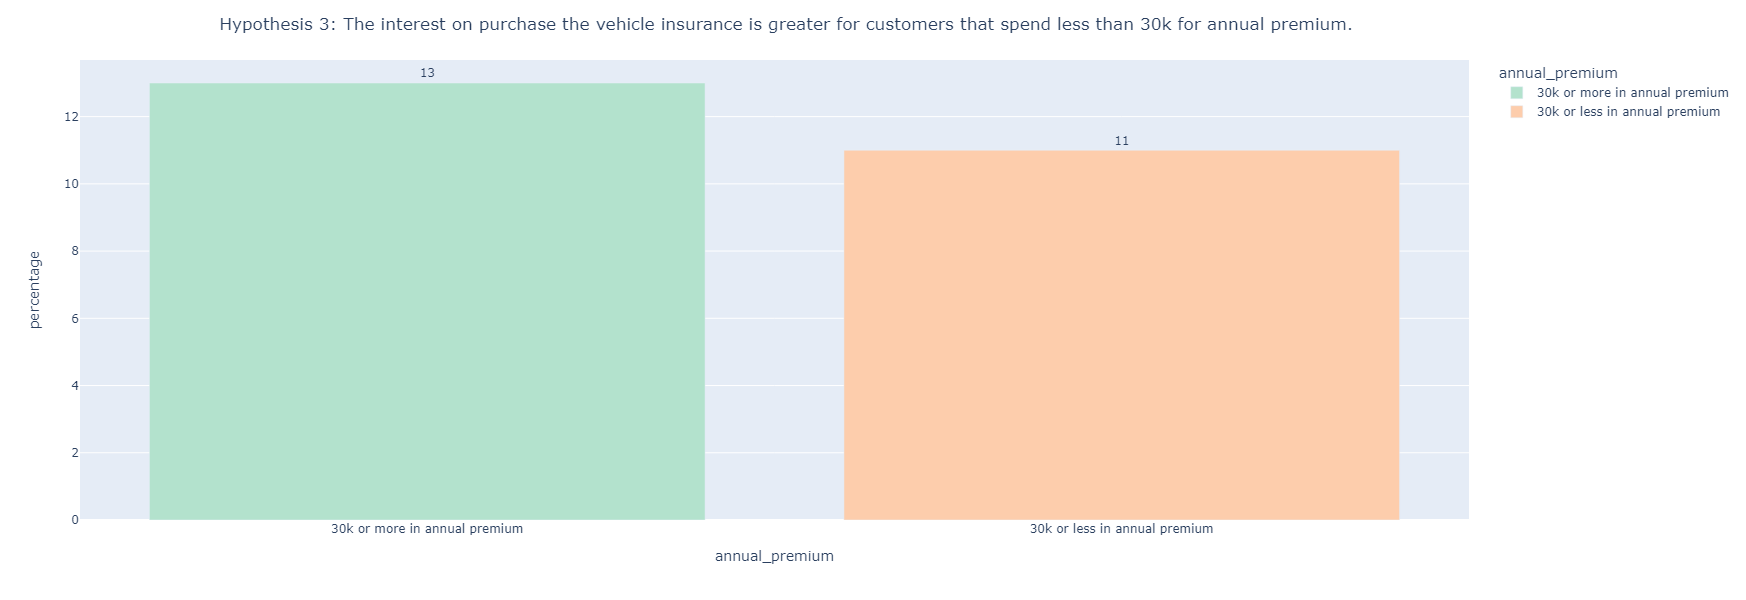 Hypothesis 3: The interest on purchase the vehicle insurance is greater for customers that spend less than 30k for annual premium.
13
11
annual_premium
30k or more in annual premium
30k or less in annual premium
12
10
8
6
4
2
0
percentage
30k or more in annual premium
30k or less in annual premium
annual_premium